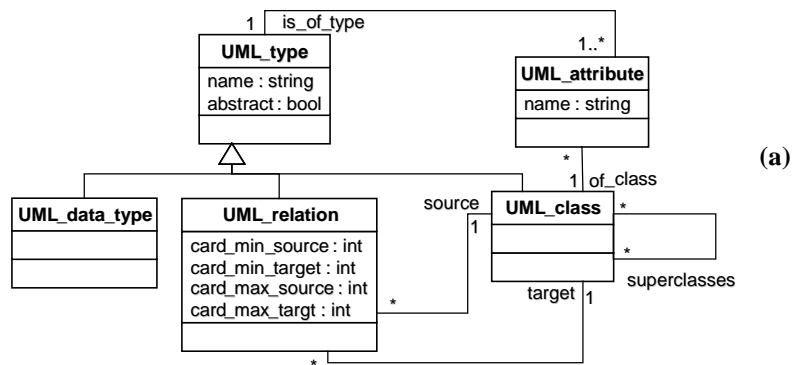 1 is_of_type
1..*
UML_type
name : string
abstract : bool
UML_attribute
name : string
*
(a)
1 of_class
UML_data_type
UML_relation
card_min_source : int
card_min_target : int
card_max_source : int
card_max_targt : int
source
1
UML_class
*
*
superclasses
target 1
*
*